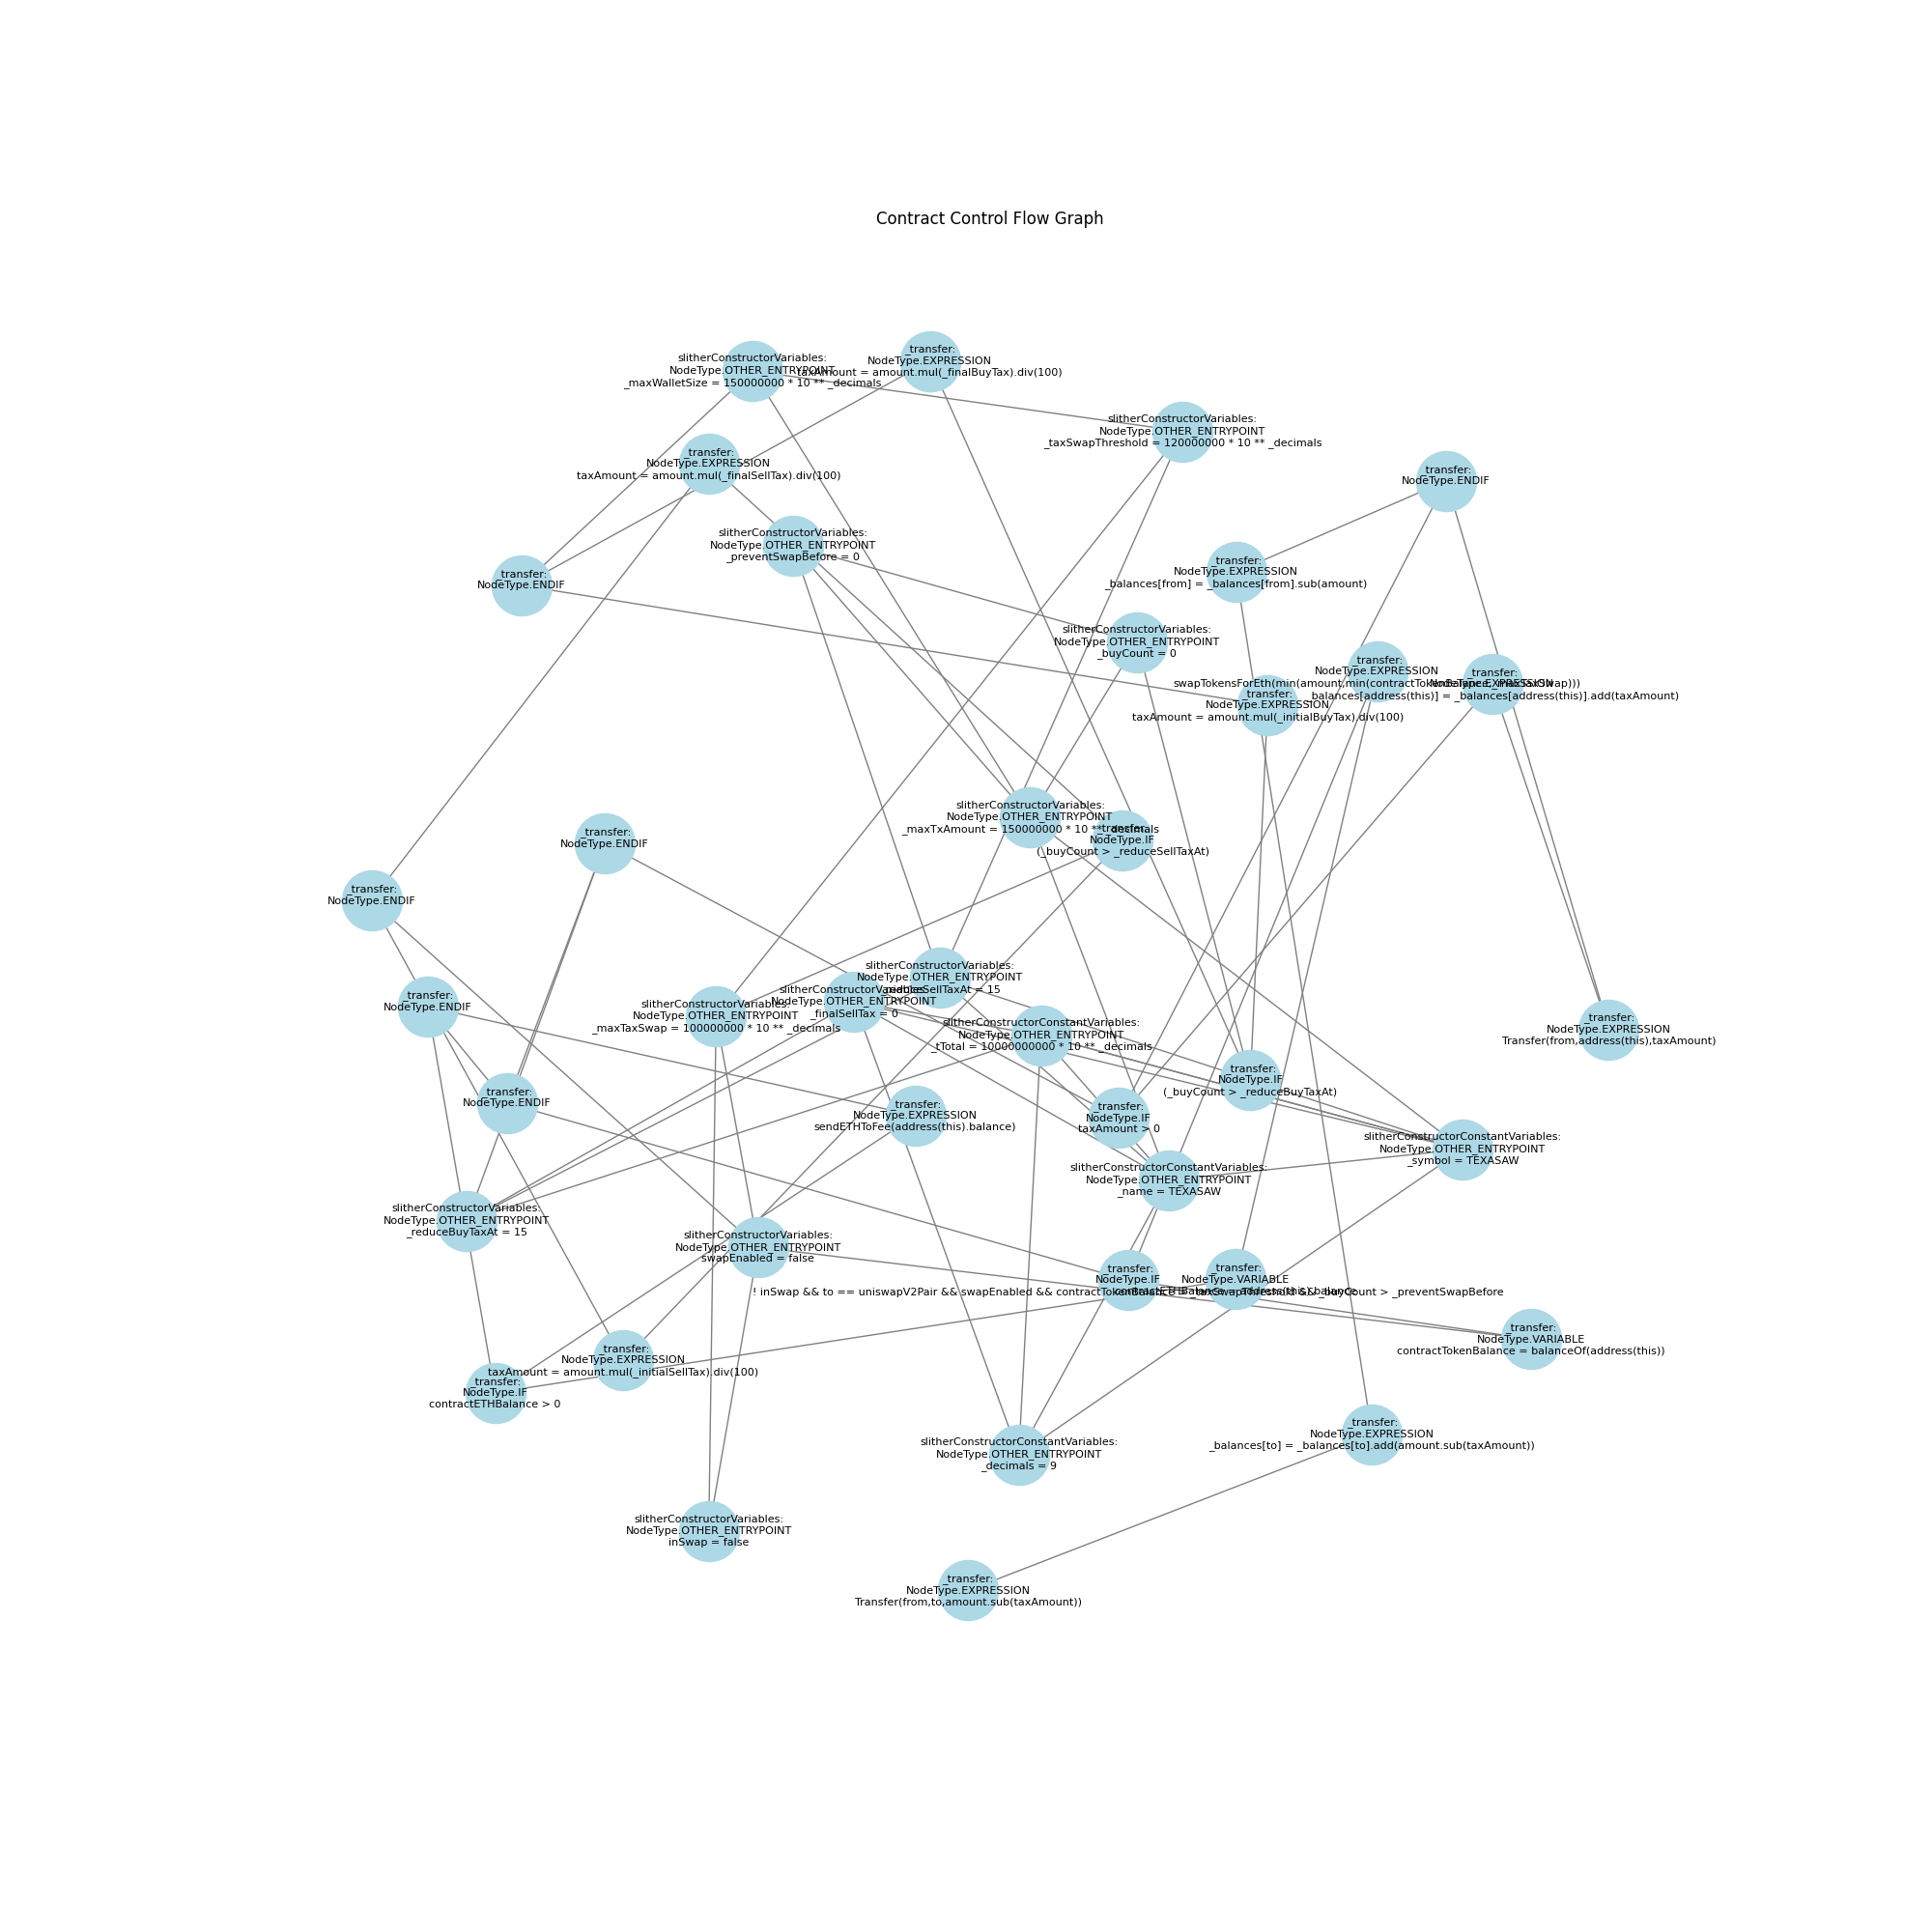 Contract Control Flow Graph
slitherConstructorVariables:
NodeType.OTHER_ENTRYPOINT
_maxWalletSize = 150000000 * 10 ** _decimals
_transfer:
NodeType.EXPRESSION
taxAmount = amount.mul(_finalBuyTax).div(100)
slitherConstructorVariables:
NodeType.OTHER_ENTRYPOINT
_taxSwapThreshold = 120000000 * 10 ** _decimals
_transfer:
NodeType.EXPRESSION
taxAmount = amount.mul(_finalSellTax).div(100)
_transfer:
NodeType.ENDIF
slitherConstructorVariables:
NodeType.OTHER_ENTRYPOINT
_preventSwapBefore = 0
_transfer:
NodeType.ENDIF
_transfer:
NodeType.EXPRESSION
_balances[from] = _balances[from].sub(amount)
slitherConstructorVariables:
NodeType.OTHER_ENTRYPOINT
_buyCount = 0
_transfer:
NodeType.EXPRESSION
swapTokensForEth(min(amount,min(contractTokenBalance,_maxTaxSwap)))
_transfer:
NodeType.EXPRESSION
_balances[address(this)] = _balances[address(this)].add(taxAmount)
_transfer:
NodeType.EXPRESSION
taxAmount = amount.mul(_initialBuyTax).div(100)
slitherConstructorVariables:
NodeType.OTHER_ENTRYPOINT
_maxTxAmount = 150000000 * 10 ** _decimals
_transfer:
NodeType.IF
(_buyCount > _reduceSellTaxAt)
_transfer:
NodeType.ENDIF
_transfer:
NodeType.ENDIF
slitherConstructorVariables:
NodeType.OTHER_ENTRYPOINT
_reduceSellTaxAt = 15
slitherConstructorVariables:
NodeType.OTHER_ENTRYPOINT
_finalSellTax = 0
_transfer:
NodeType.ENDIF
slitherConstructorVariables:
NodeType.OTHER_ENTRYPOINT
_maxTaxSwap = 100000000 * 10 ** _decimals
slitherConstructorConstantVariables:
NodeType.OTHER_ENTRYPOINT
_tTotal = 10000000000 * 10 ** _decimals
_transfer:
NodeType.EXPRESSION
Transfer(from,address(this),taxAmount)
_transfer:
NodeType.IF
(_buyCount > _reduceBuyTaxAt)
_transfer:
NodeType.ENDIF
_transfer:
NodeType.EXPRESSION
sendETHToFee(address(this).balance)
_transfer:
NodeType.IF
taxAmount > 0
slitherConstructorConstantVariables:
NodeType.OTHER_ENTRYPOINT
_symbol = TEXASAW
slitherConstructorConstantVariables:
NodeType.OTHER_ENTRYPOINT
_name = TEXASAW
slitherConstructorVariables:
NodeType.OTHER_ENTRYPOINT
_reduceBuyTaxAt = 15
slitherConstructorVariables:
NodeType.OTHER_ENTRYPOINT
swapEnabled = false
_transfer:
NodeType.IF
! inSwap && to == uniswapV2Pair && swapEnabled && contractTokenBalance > _taxSwapThreshold && _buyCount > _preventSwapBefore
_transfer:
NodeType.VARIABLE
contractETHBalance = address(this).balance
_transfer:
NodeType.VARIABLE
contractTokenBalance = balanceOf(address(this))
_transfer:
NodeType.EXPRESSION
taxAmount = amount.mul(_initialSellTax).div(100)
_transfer:
NodeType.IF
contractETHBalance > 0
_transfer:
NodeType.EXPRESSION
_balances[to] = _balances[to].add(amount.sub(taxAmount))
slitherConstructorConstantVariables:
NodeType.OTHER_ENTRYPOINT
_decimals = 9
slitherConstructorVariables:
NodeType.OTHER_ENTRYPOINT
inSwap = false
_transfer:
NodeType.EXPRESSION
Transfer(from,to,amount.sub(taxAmount))